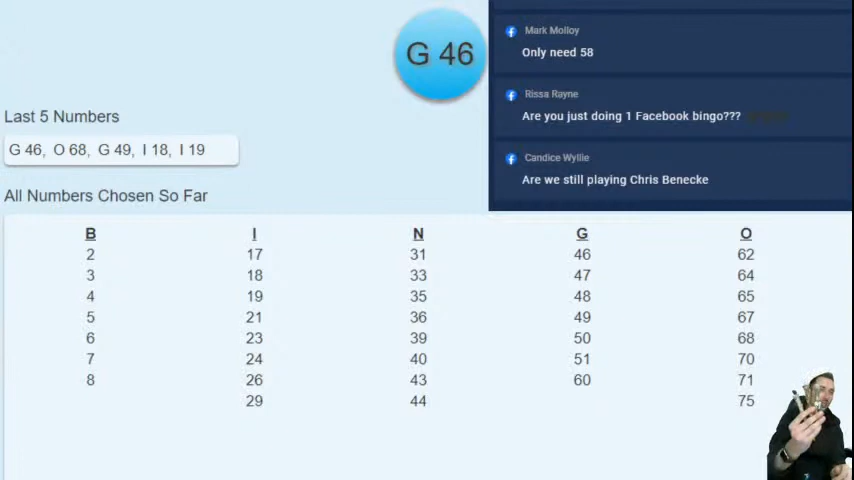 G 46
Mark Molloy
Only need 58
Rissa Rayne
Are you just doing 1 Facebook bingo???
Candice Wyllie
Are we still playing Chris Benecke
Last 5 Numbers
G 46, O 68, G 49, I 18, I 19
All Numbers Chosen So Far
B I N G O
2 17 31 46 62
3 18 33 47 64
4 19 35 48 65
5 21 36 49 67
6 23 39 50 68
7 24 40 51 70
8 26 43 60 71
29 44 75